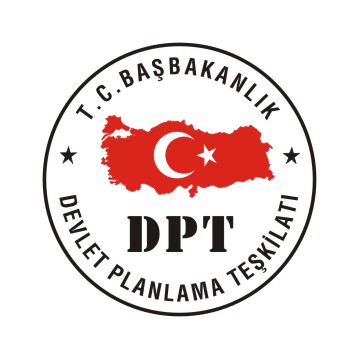 T.C. BAŞBAKANLIK
DPT
DEVLET PLANLAMA TEŞKİLATI